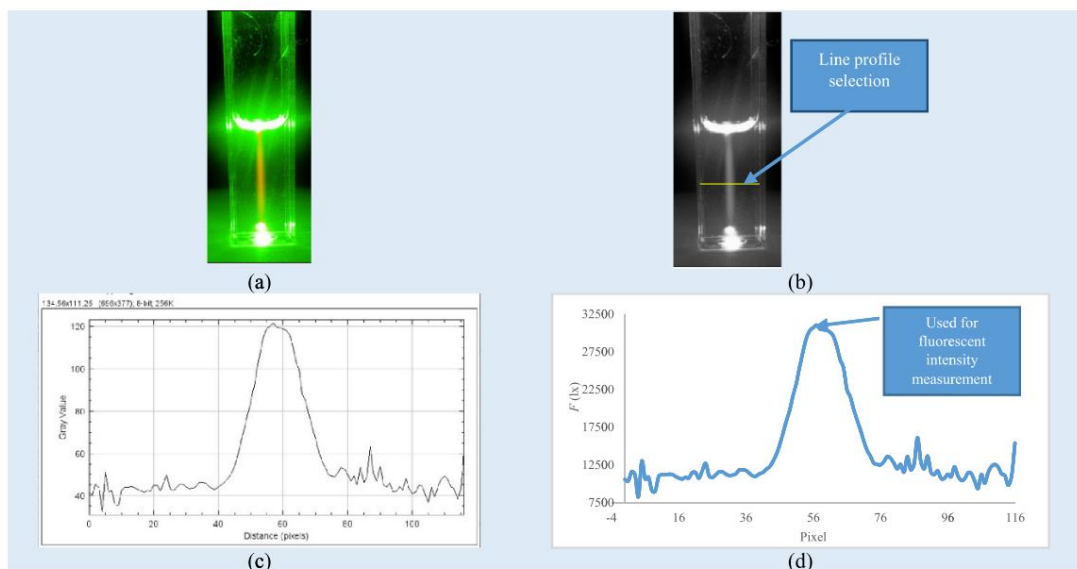 Line profile
selection
(a)
(b)
134.56x111.25 (696x377); 8-bit; 256K
120
100
80
60
40
Gray Value
0
20
40
60
80
100
Distance (pixels)
(c)
32500
27500
22500
17500
12500
7500
F (lx)
Used for
fluorescent
intensity
measurement
-4
16
36
56
76
96
116
Pixel
(d)